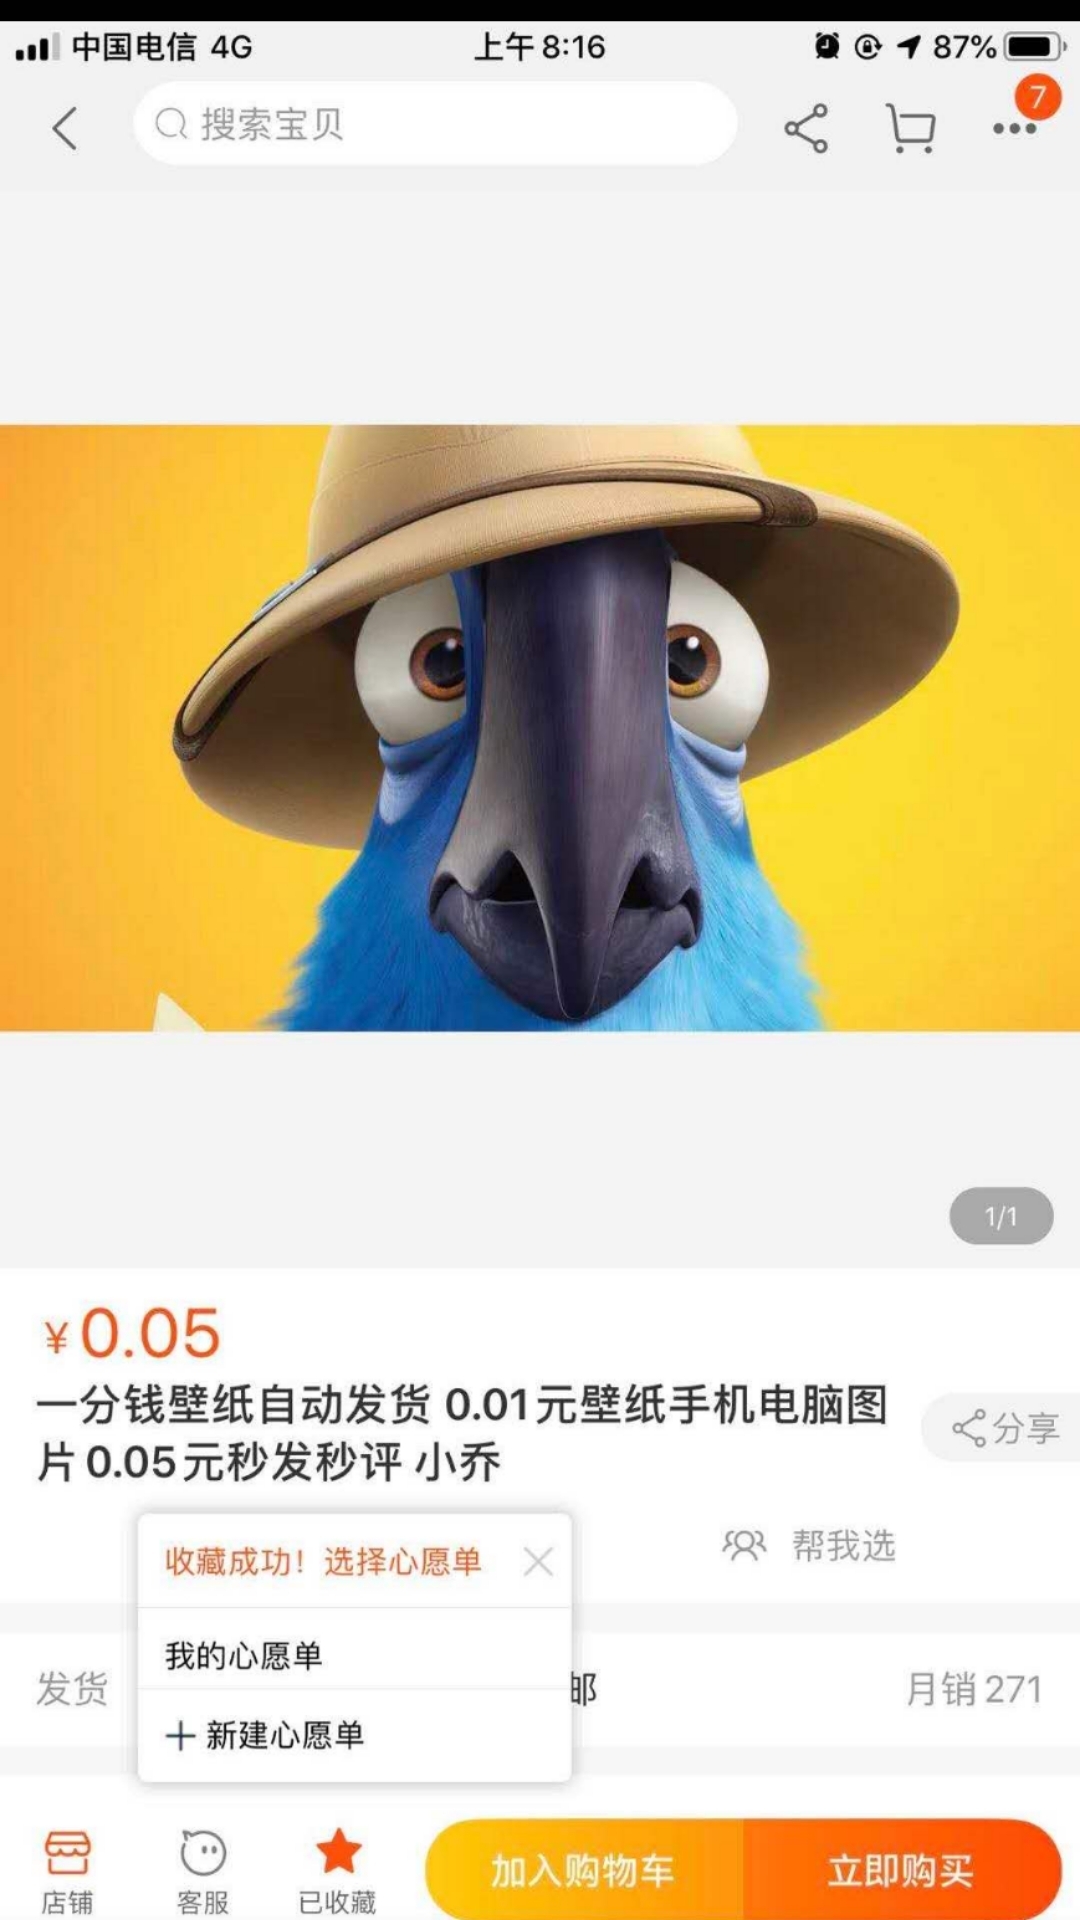 中国电信 4G 上午8:16 87%
搜索宝贝 7
1/1
¥0.05
一分钱壁纸自动发货 0.01元壁纸手机电脑图
片0.05元秒发秒评 小乔
分享
收藏成功！选择心愿单
帮我选
我的心愿单
发货 邮 月销271
新建心愿单
店铺 客服 已收藏 加入购物车 立即购买